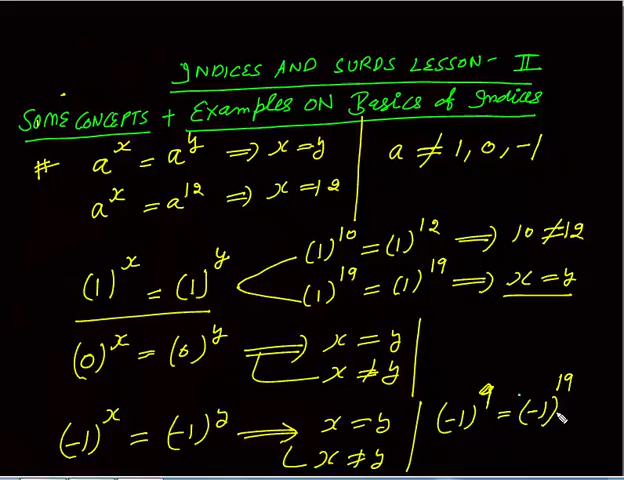 INDICES AND SURDS LESSON- II
SOME CONCEPTS + Examples ON Basics of Indices
# a^x = a^y => x = y | a ≠ 1, 0, -1
a^x = a^12 => x = 12
(1)^10 = (1)^12 => 10 ≠ 12
(1)^x = (1)^y
(1)^19 = (1)^19 => x = y
(0)^x = (0)^y => x = y
x ≠ y
(-1)^x = (-1)^y => x = y | (-1)^9 = (-1)^19
x ≠ y